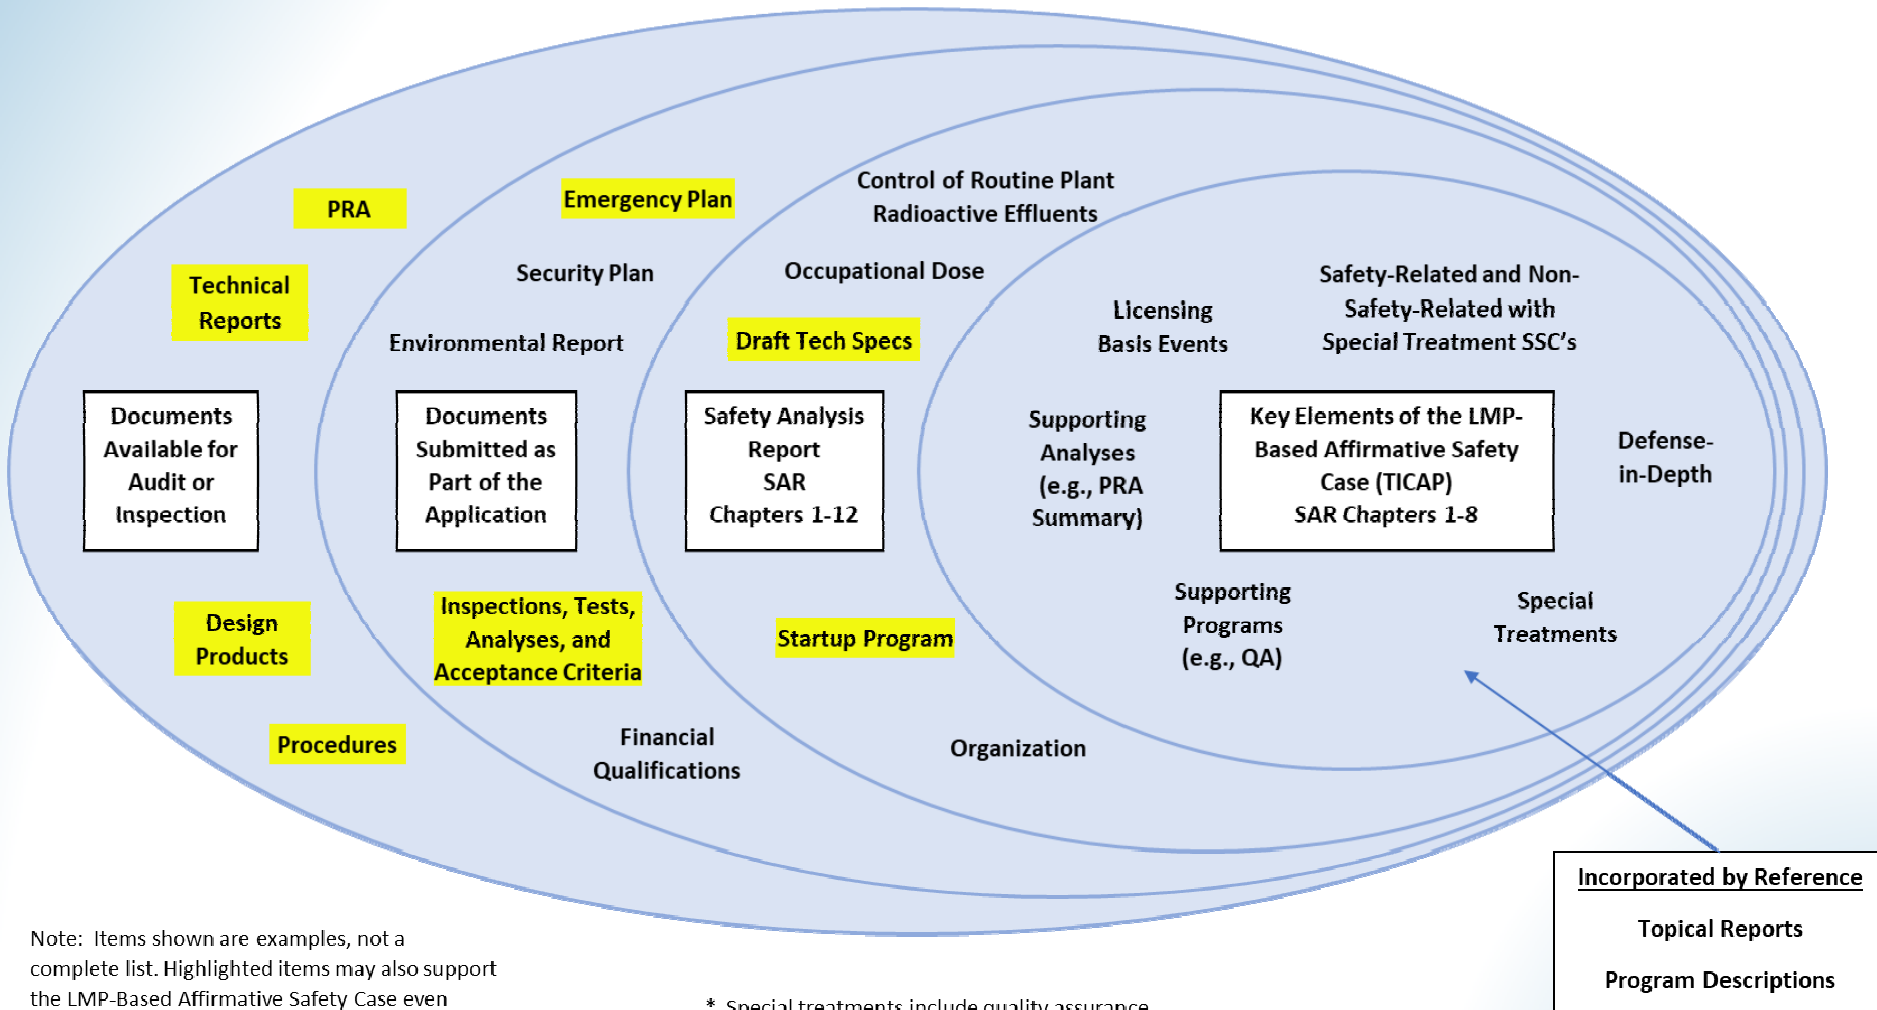 PRA
Technical
Reports
Documents
Available for
Audit or
Inspection
Design
Products
Procedures
Emergency Plan
Security Plan
Environmental Report
Documents
Submitted as
Part of the
Application
Inspections, Tests,
Analyses, and
Acceptance Criteria
Financial
Qualifications
Control of Routine Plant
Radioactive Effluents
Occupational Dose
Draft Tech Specs
Safety Analysis
Report
SAR
Chapters 1-12
Startup Program
Organization
Licensing
Basis Events
Safety-Related and Non-
Safety-Related with
Special Treatment SSC's
Supporting
Analyses
(e.g., PRA
Summary)
Key Elements of the LMP-
Based Affirmative Safety
Case (TICAP)
SAR Chapters 1-8
Defense-
in-Depth
Supporting
Programs
(e.g., QA)
Special
Treatments
Incorporated by Reference
Topical Reports
Program Descriptions
Note: Items shown are examples, not a
complete list. Highlighted items may also support
the LMP-Based Affirmative Safety Case even
* Special treatments include quality assurance